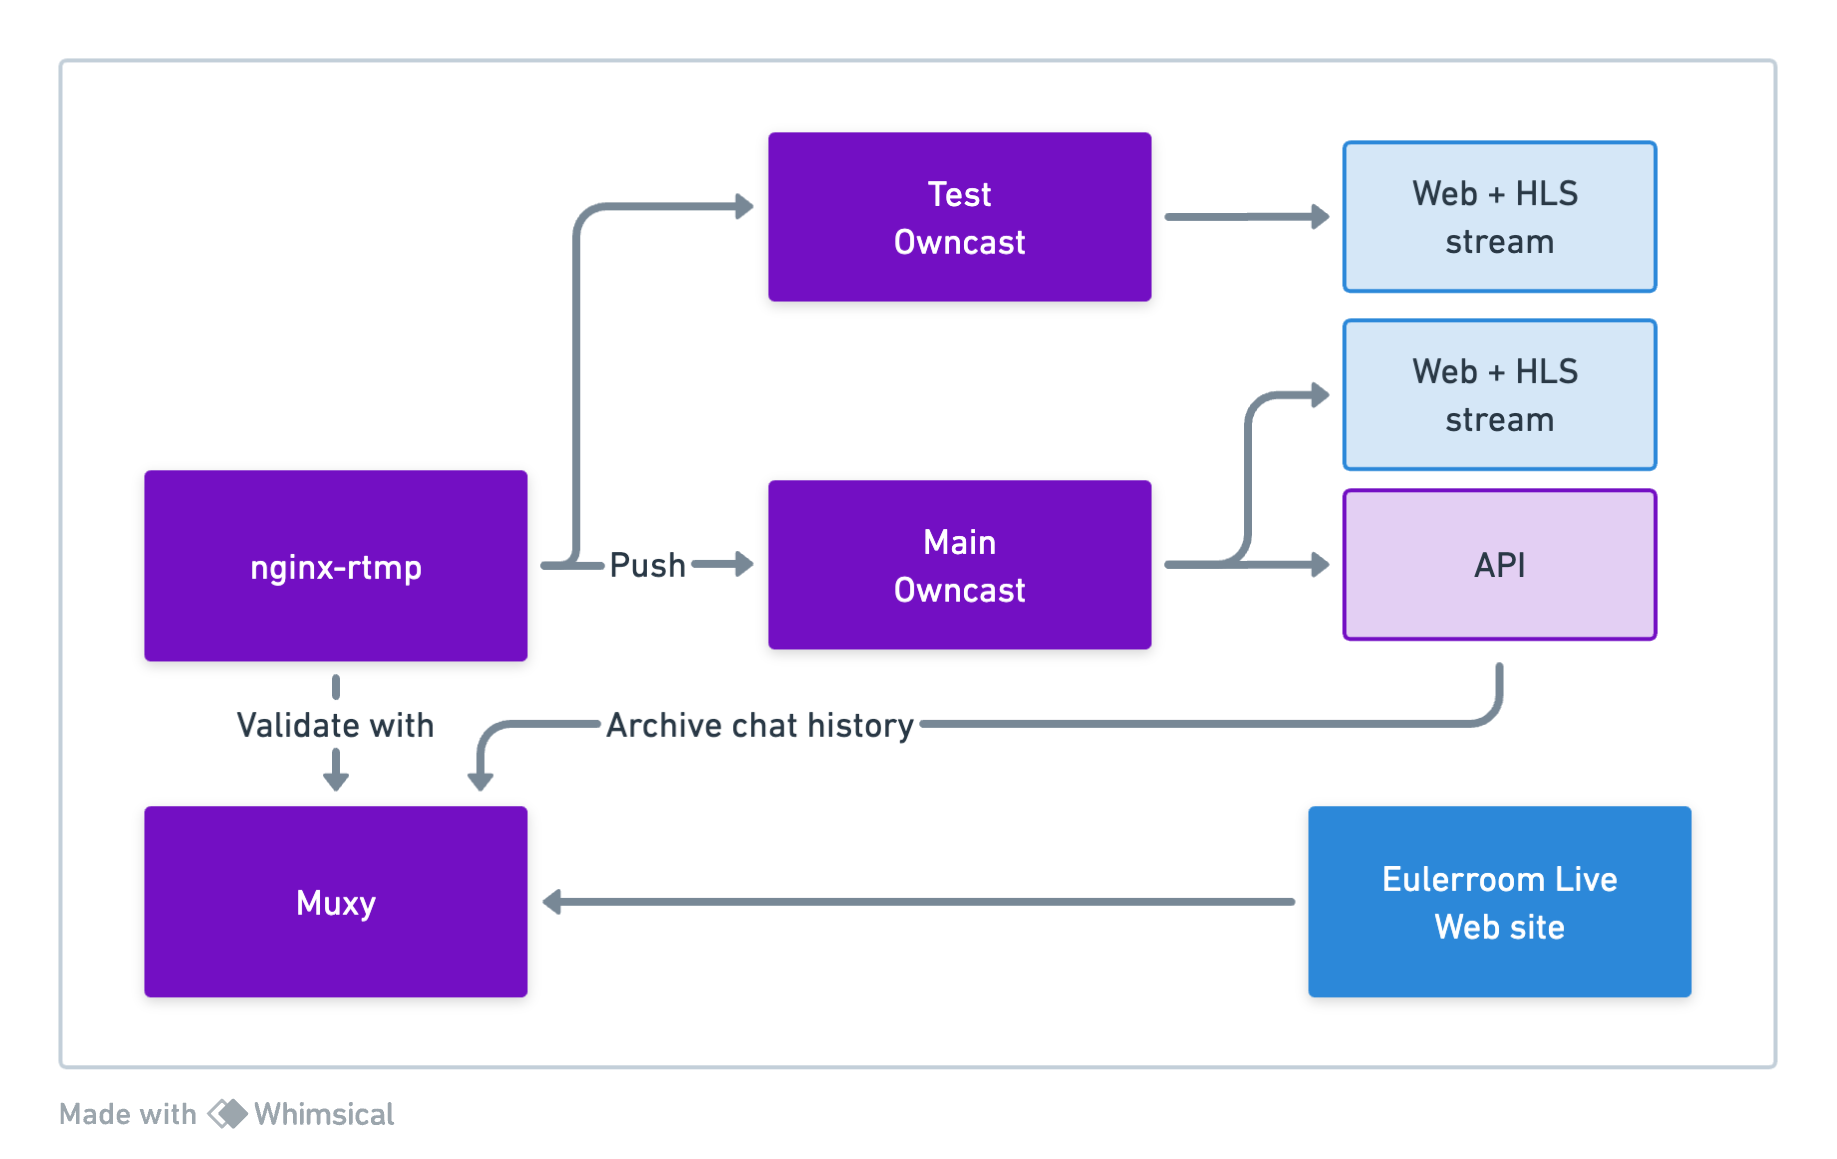 Test
Owncast
Web + HLS
stream
Web + HLS
stream
nginx-rtmp
Push
Main
Owncast
API
Validate with
Archive chat history
Muxy
Eulerroom Live
Web site
Made with Whimsical